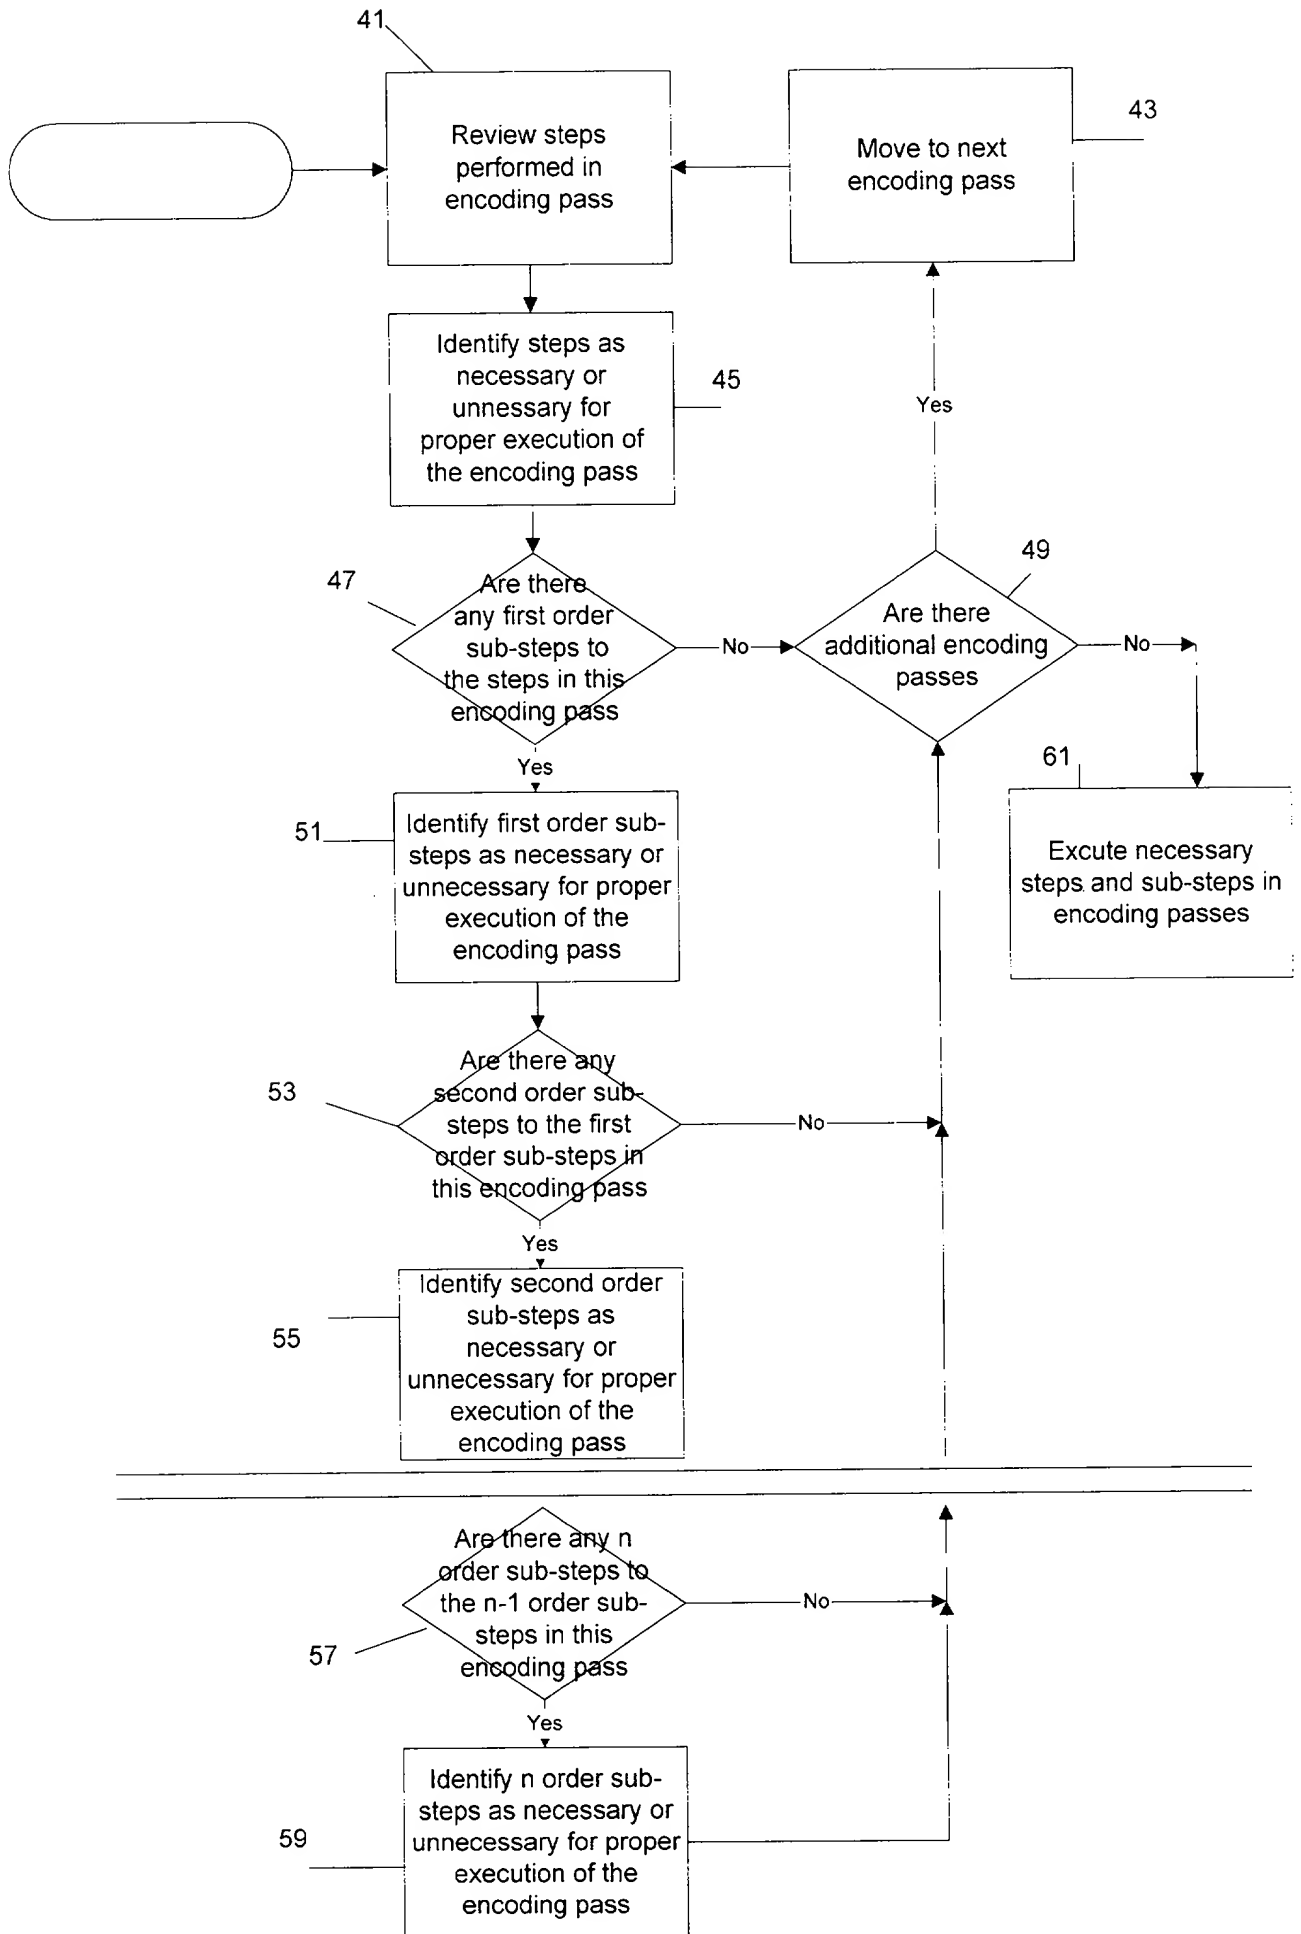 41
Review steps
performed in
encoding pass
Move to next
encoding pass
43
Identify steps as
necessary or
unnessary for
proper execution of
the encoding pass
45
Yes
47
Are there
any first order
sub-steps to
the steps in this
encoding pass
No
49
Are there
additional encoding
passes
No
Yes
61
51
Identify first order sub-
steps as necessary or
unnecessary for proper
execution of the
encoding pass
Excute necessary
steps and sub-steps in
encoding passes
53
Are there any
second order sub-
steps to the first
order sub-steps in
this encoding pass
No
Yes
55
Identify second order
sub-steps as
necessary or
unnecessary for proper
execution of the
encoding pass
Are there any n
order sub-steps to
the n-1 order sub-
steps in this
encoding pass
No
57
Yes
59
Identify n order sub-
steps as necessary or
unnecessary for proper
execution of the
encoding pass